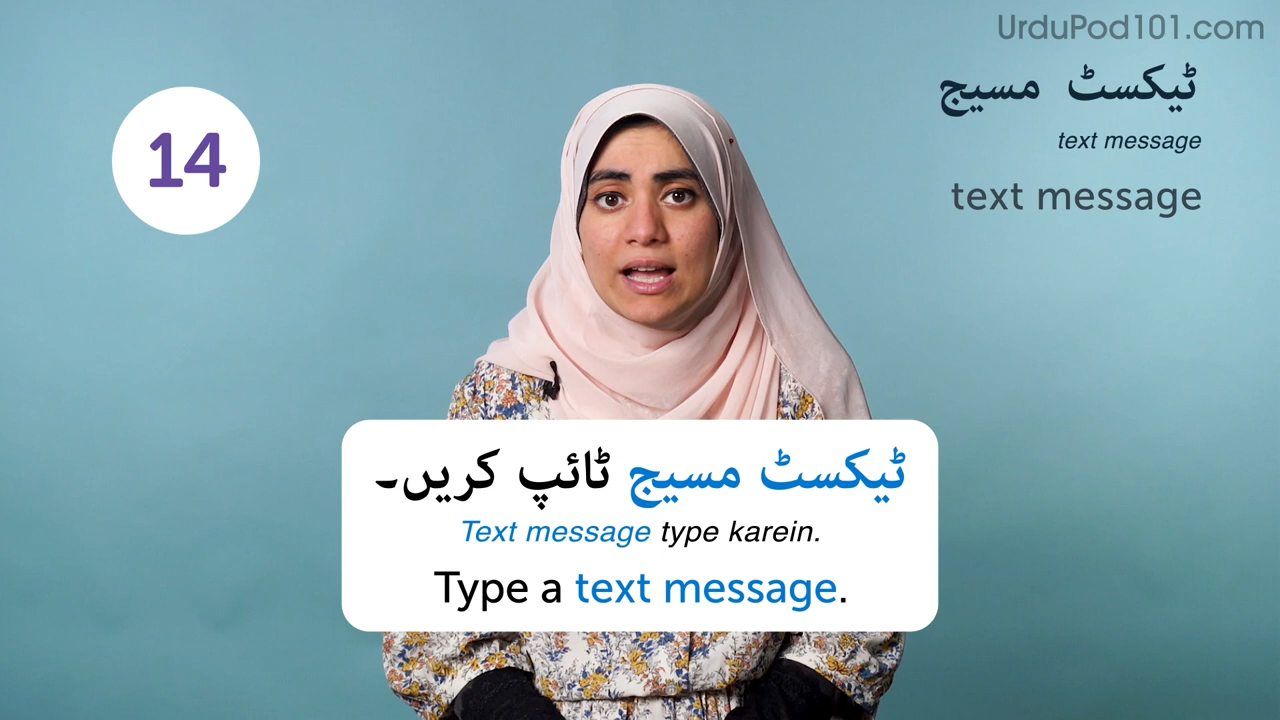 UrduPod101.com
14
ٹیکسٹ مسیج
text message
text message
ٹیکسٹ مسیج ٹائپ کریں۔
Text message type karein.
Type a text message.